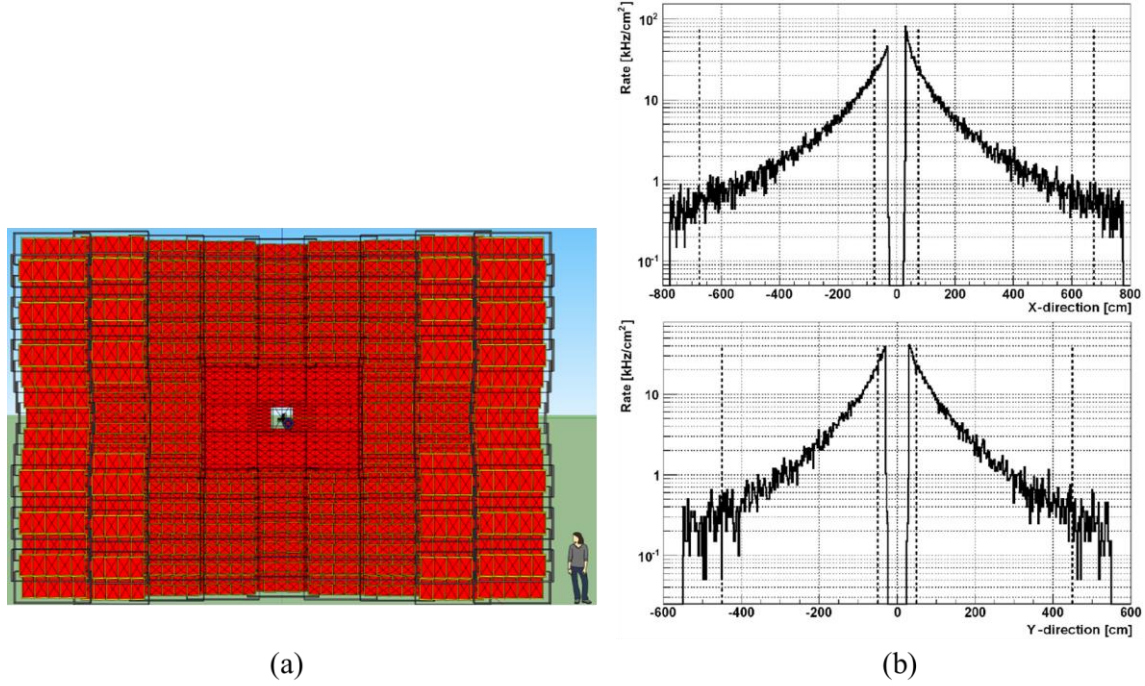 Rate [kHz/cm²]
10²
10
1
10⁻¹
-800 -600 -400 -200 0 200 400 600 800
X-direction [cm]
Rate [kHz/cm²]
10
1
10⁻¹
-600 -400 -200 0 200 400 600
Y-direction [cm]
(a) (b)